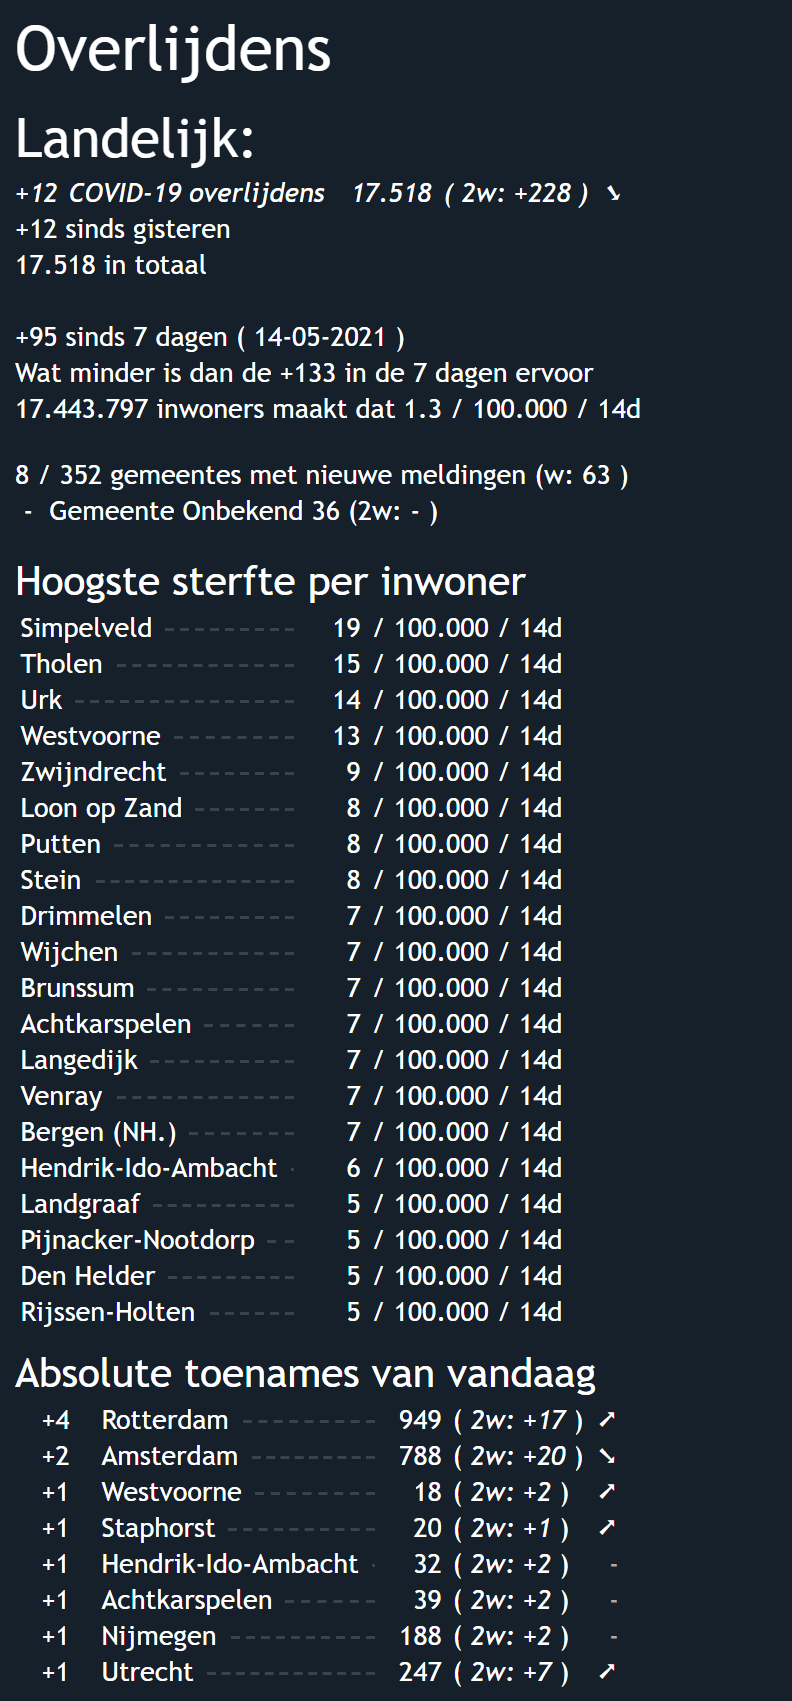 Overlijdens
Landelijk:
+12 COVID-19 overlijdens 17.518 ( 2w: +228 ) ➘
+12 sinds gisteren
17.518 in totaal
+95 sinds 7 dagen ( 14-05-2021 )
Wat minder is dan de +133 in de 7 dagen ervoor
17.443.797 inwoners maakt dat 1.3 / 100.000 / 14d
8 / 352 gemeentes met nieuwe meldingen (w: 63 )
- Gemeente Onbekend 36 (2w: - )
Hoogste sterfte per inwoner
Simpelveld --------- 19 / 100.000 / 14d
Tholen ------------ 15 / 100.000 / 14d
Urk --------------- 14 / 100.000 / 14d
Westvoorne -------- 13 / 100.000 / 14d
Zwijndrecht -------- 9 / 100.000 / 14d
Loon op Zand ------- 8 / 100.000 / 14d
Putten ------------ 8 / 100.000 / 14d
Stein -------------- 8 / 100.000 / 14d
Drimmelen --------- 7 / 100.000 / 14d
Wijchen ----------- 7 / 100.000 / 14d
Brunssum ---------- 7 / 100.000 / 14d
Achtkarspelen ------ 7 / 100.000 / 14d
Langedijk ---------- 7 / 100.000 / 14d
Venray ------------ 7 / 100.000 / 14d
Bergen (NH.) ------- 7 / 100.000 / 14d
Hendrik-Ido-Ambacht - 6 / 100.000 / 14d
Landgraaf ---------- 5 / 100.000 / 14d
Pijnacker-Nootdorp -- 5 / 100.000 / 14d
Den Helder --------- 5 / 100.000 / 14d
Rijssen-Holten ------ 5 / 100.000 / 14d
Absolute toenames van vandaag
+4 Rotterdam --------- 949 ( 2w: +17 ) ➚
+2 Amsterdam --------- 788 ( 2w: +20 ) ➘
+1 Westvoorne -------- 18 ( 2w: +2 ) ➚
+1 Staphorst ---------- 20 ( 2w: +1 ) ➚
+1 Hendrik-Ido-Ambacht - 32 ( 2w: +2 ) -
+1 Achtkarspelen ------ 39 ( 2w: +2 ) -
+1 Nijmegen ---------- 188 ( 2w: +2 ) -
+1 Utrecht ------------ 247 ( 2w: +7 ) ➚